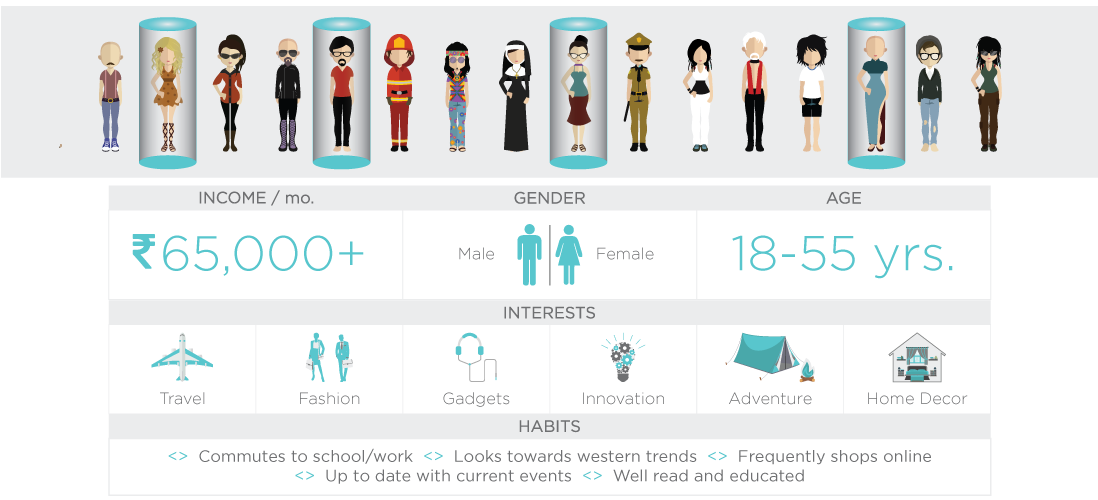 INCOME / mo.
GENDER
AGE
₹65,000+
Male
Female
18-55 yrs.
INTERESTS
Travel
Fashion
Gadgets
Innovation
Adventure
Home Decor
HABITS
<> Commutes to school/work <> Looks towards western trends <> Frequently shops online
<> Up to date with current events <> Well read and educated